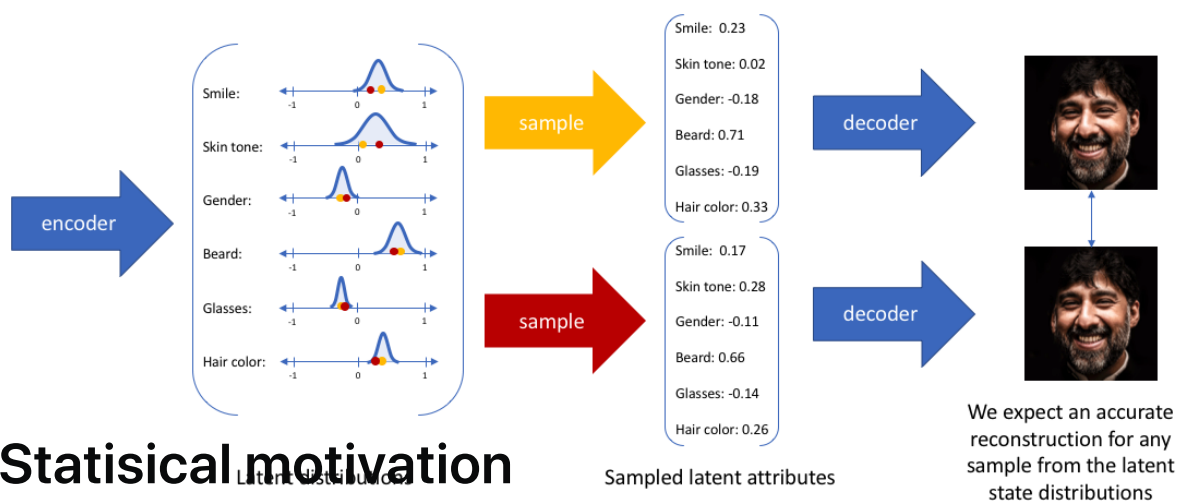 encoder
Smile:
-1 0 1
Skin tone:
-1 0 1
Gender:
-1 0 1
Beard:
-1 0 1
Glasses:
-1 0 1
Hair color:
-1 0 1
sample
sample
Smile: 0.23
Skin tone: 0.02
Gender: -0.18
Beard: 0.71
Glasses: -0.19
Hair color: 0.33
Smile: 0.17
Skin tone: 0.28
Gender: -0.11
Beard: 0.66
Glasses: -0.14
Hair color: 0.26
decoder
decoder
We expect an accurate
reconstruction for any
sample from the latent
state distributions
Statisical motivation
Latent distributions
Sampled latent attributes